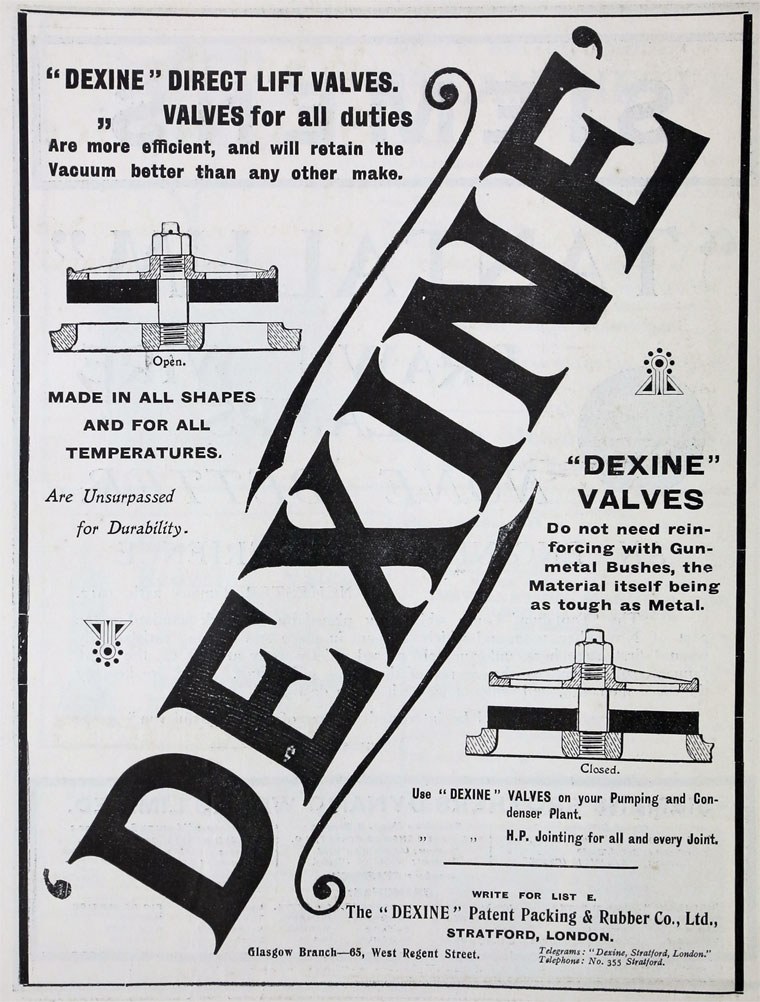 “DEXINE” DIRECT LIFT VALVES.
„ VALVES for all duties
Are more efficient, and will retain the
Vacuum better than any other make.
Open.
MADE IN ALL SHAPES
AND FOR ALL
TEMPERATURES.
Are Unsurpassed
for Durability.
‘DEXINE’
“DEXINE”
VALVES
Do not need rein-
forcing with Gun-
metal Bushes, the
Material itself being
as tough as Metal.
Closed.
Use “DEXINE” VALVES on your Pumping and Con-
denser Plant.
„ „ H.P. Jointing for all and every Joint.
WRITE FOR LIST E.
The “DEXINE” Patent Packing & Rubber Co., Ltd.,
STRATFORD, LONDON.
Glasgow Branch—65, West Regent Street.
Telegrams: “Dexine, Stratford, London.”
Telephone: No. 355 Stratford.